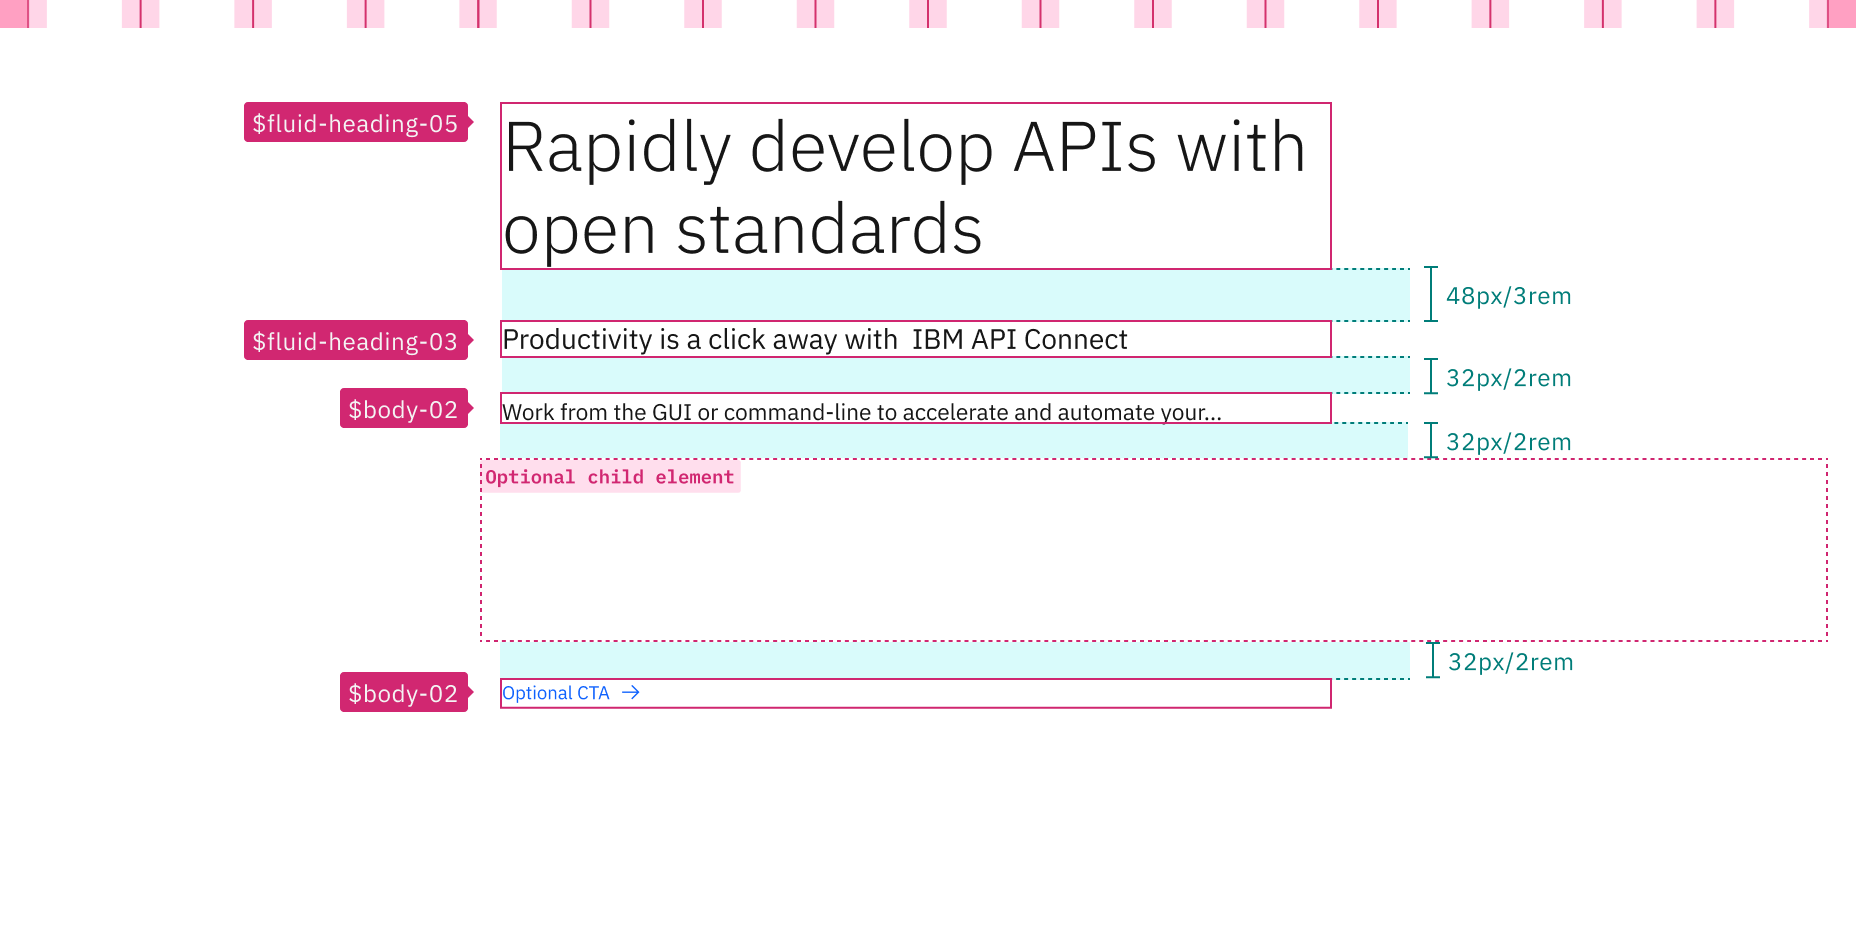 $fluid-heading-05
Rapidly develop APIs with
open standards
48px/3rem
$fluid-heading-03
Productivity is a click away with  IBM API Connect
32px/2rem
$body-02
Work from the GUI or command-line to accelerate and automate your...
32px/2rem
Optional child element
32px/2rem
$body-02
Optional CTA →